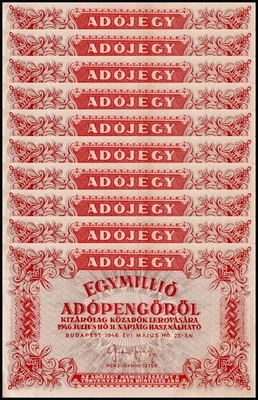 ADÓJEGY
ADÓJEGY
ADÓJEGY
ADÓJEGY
ADÓJEGY
ADÓJEGY
ADÓJEGY
ADÓJEGY
ADÓJEGY
ADÓJEGY
EGYMILLIÓ
ADÓPENGŐRŐL
KIZÁRÓLAG KÖZADÓK LEROVÁSÁRA
1946. JÚLIUS HÓ 31. NAPJÁIG HASZNÁLHATÓ
BUDAPEST, 1946. ÉVI MÁJUS HÓ 25-ÉN
PÉNZÜGYMINISZTER